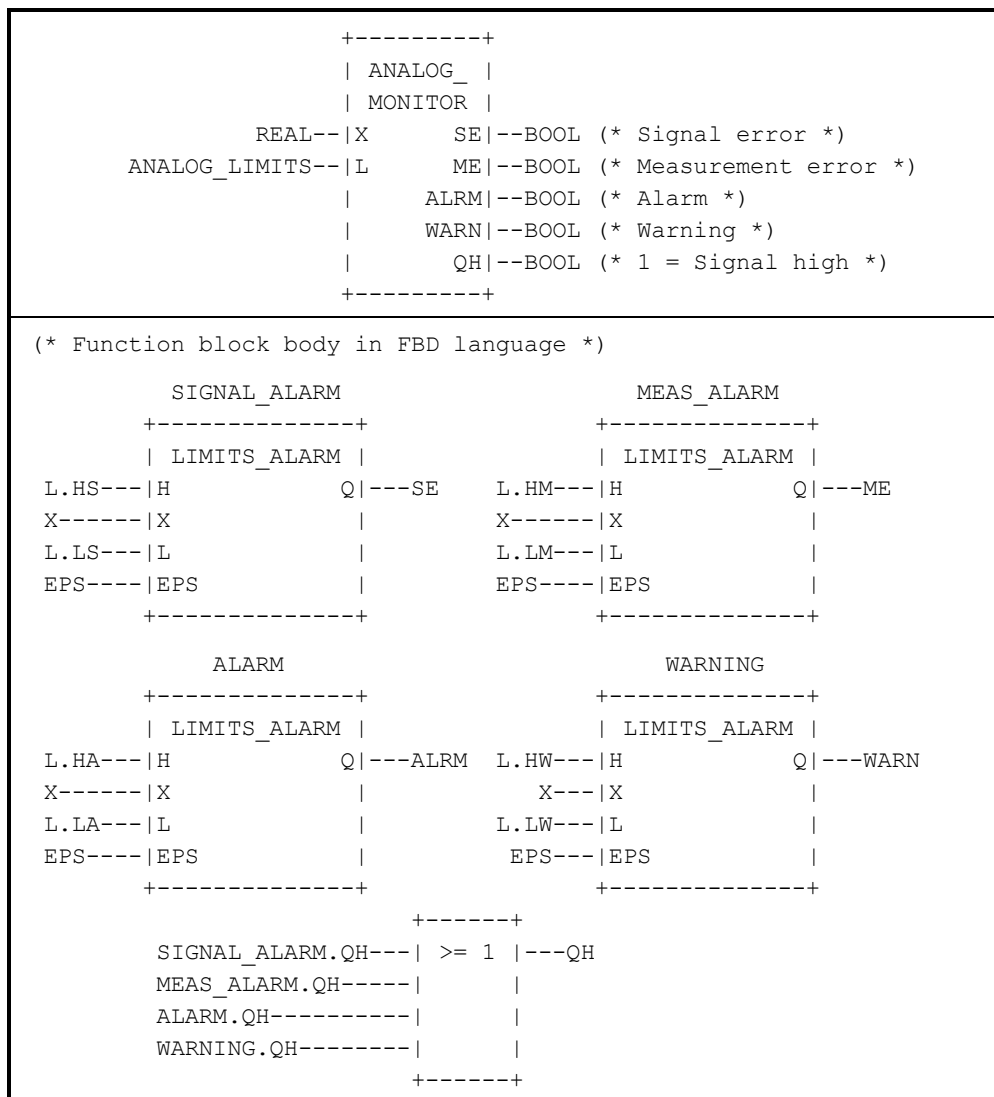 +---------+
| ANALOG_ |
| MONITOR |
REAL--|X       SE|--BOOL (* Signal error *)
ANALOG_LIMITS--|L       ME|--BOOL (* Measurement error *)
|     ALRM|--BOOL (* Alarm *)
|     WARN|--BOOL (* Warning *)
|       QH|--BOOL (* 1 = Signal high *)
+---------+
(* Function block body in FBD language *)
SIGNAL_ALARM                    MEAS_ALARM
+--------------+                +--------------+
| LIMITS_ALARM |                | LIMITS_ALARM |
L.HS---|H            Q|---SE    L.HM---|H            Q|---ME
X------|X             |         X------|X             |
L.LS---|L             |         L.LM---|L             |
EPS----|EPS           |         EPS----|EPS           |
+--------------+                +--------------+
ALARM                           WARNING
+--------------+                +--------------+
| LIMITS_ALARM |                | LIMITS_ALARM |
L.HA---|H            Q|---ALRM  L.HW---|H            Q|---WARN
X------|X             |            X---|X             |
L.LA---|L             |         L.LW---|L             |
EPS----|EPS           |          EPS---|EPS           |
+--------------+                +--------------+
+------+
SIGNAL_ALARM.QH---| >= 1 |---QH
MEAS_ALARM.QH-----|      |
ALARM.QH----------|      |
WARNING.QH--------|      |
+------+